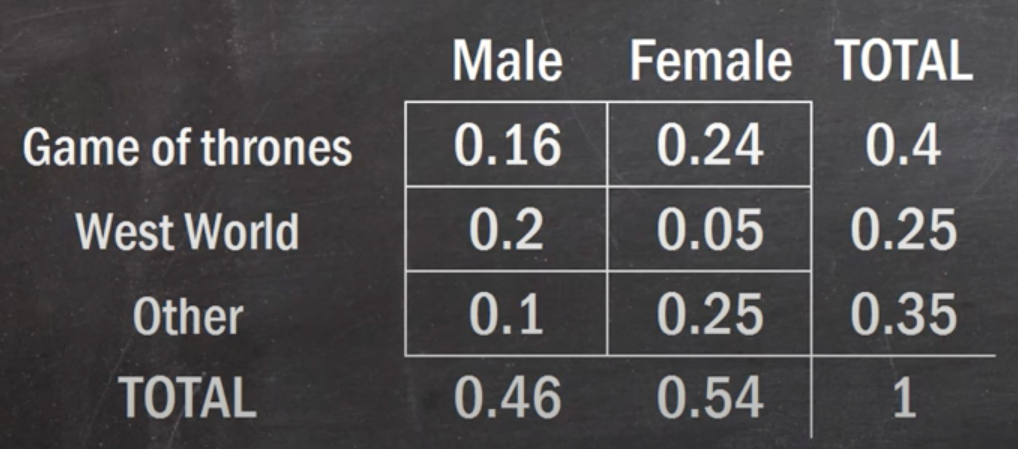 Male Female TOTAL
Game of thrones 0.16 0.24 0.4
West World 0.2 0.05 0.25
Other 0.1 0.25 0.35
TOTAL 0.46 0.54 1